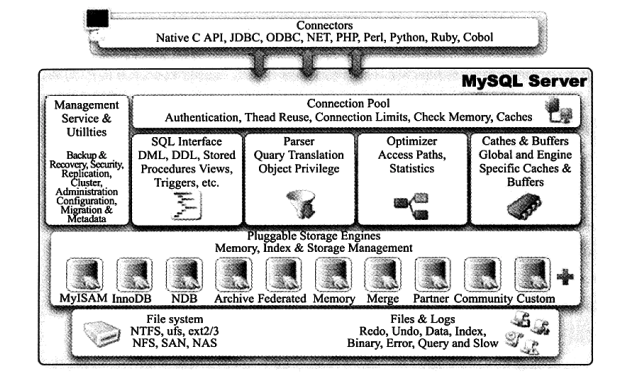 Connectors
Native C API, JDBC, ODBC, NET, PHP, Perl, Python, Ruby, Cobol
MySQL Server
Management
Service &
Utillties
Backup &
Recovery, Security,
Replication,
Cluster,
Administration
Configuration,
Migration &
Metadata
Connection Pool
Authentication, Thead Reuse, Connection Limits, Check Memory, Caches
SQL Interface
DML, DDL, Stored
Procedures Views,
Triggers, etc.
Parser
Quary Translation
Object Privilege
Optimizer
Access Paths,
Statistics
Cathes & Buffers
Global and Engine
Specific Caches &
Buffers
Pluggable Storage Engines
Memory, Index & Storage Management
MyISAM InnoDB NDB Archive Federated Memory Merge Partner Community Custom
File system
NTFS, ufs, ext2/3
NFS, SAN, NAS
Files & Logs
Redo, Undo, Data, Index,
Binary, Error, Query and Slow